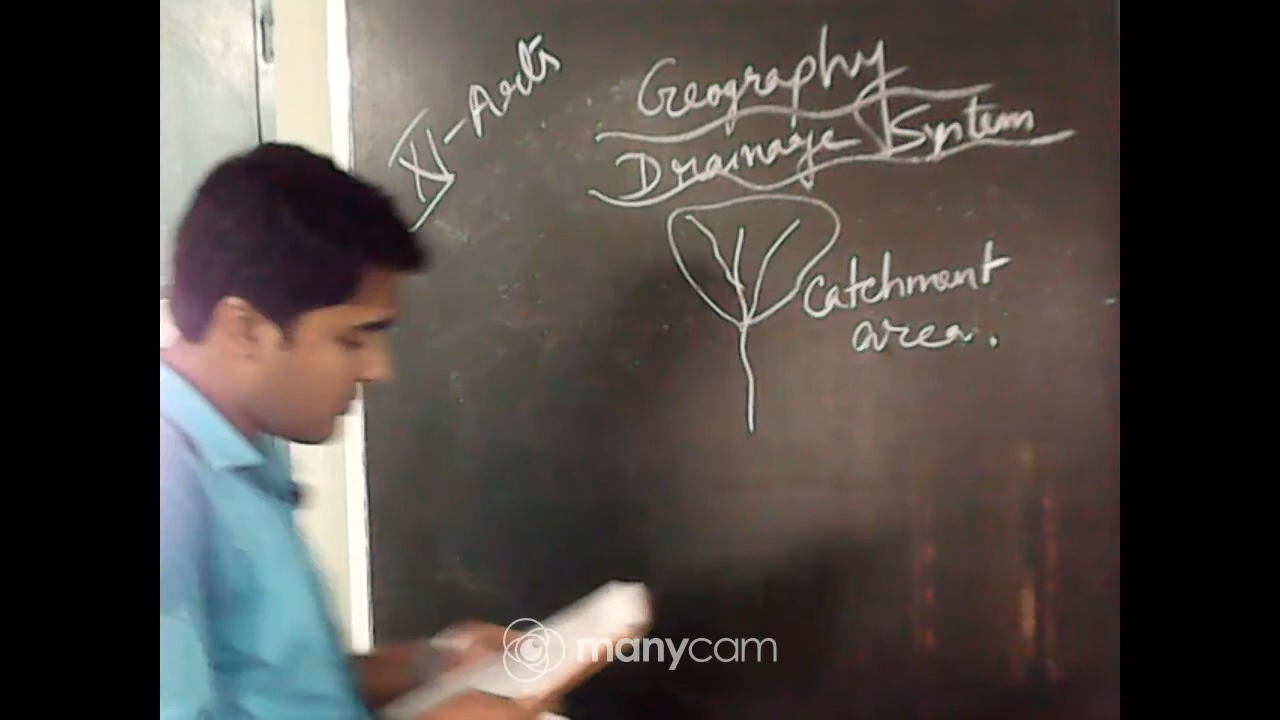 XI-Arts
Geography
Drainage System
Catchment
area.
manycam